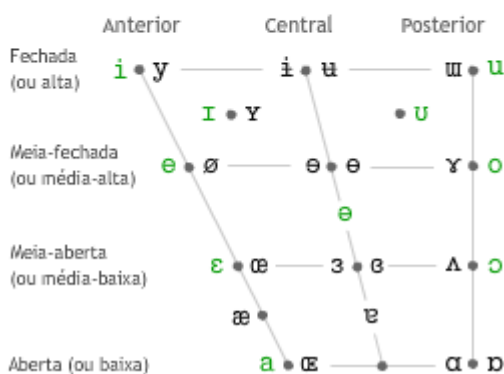 Anterior Central Posterior
Fechada
(ou alta)
i • y ɨ • ʉ ɯ • u
ɪ • ʏ • ʊ
Meia-fechada
(ou média-alta)
e • ø ɘ • ɵ ɤ • o
ə
Meia-aberta
(ou média-baixa)
ɛ • œ ɜ • ɞ ʌ • ɔ
æ • ɐ
Aberta (ou baixa)
a • ɶ • ɑ • ɒ